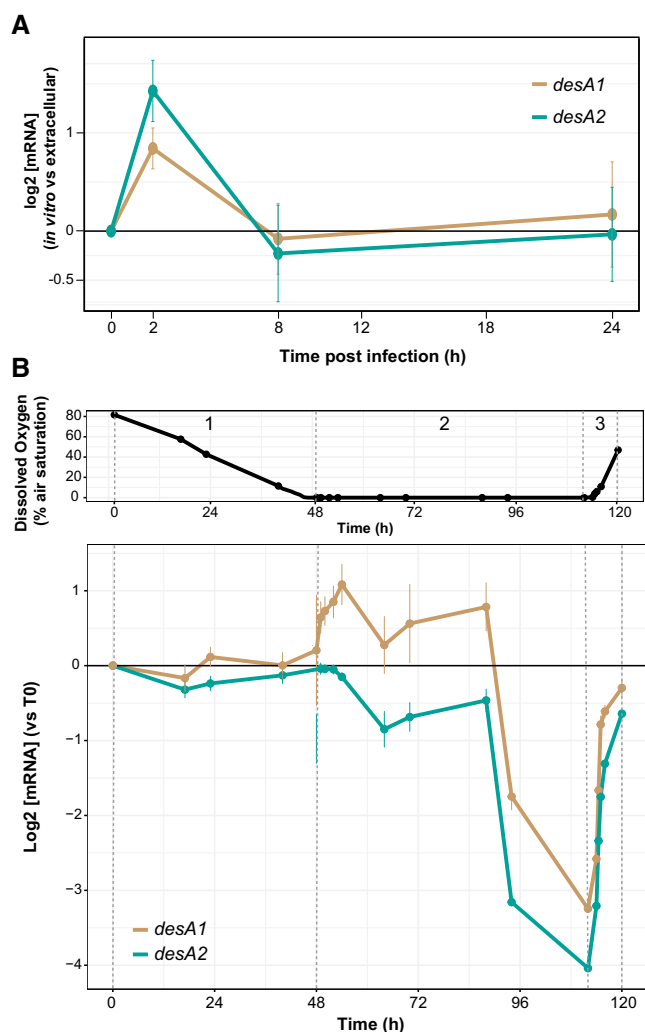 A
log2 [mRNA]
(in vitro vs extracellular)
1
0
-0.5
desA1
desA2
0 2 8 12 18 24
Time post infection (h)
B
Dissolved Oxygen
(% air saturation)
80
60
40
20
0
1 2 3
0 24 48 72 96 120
Time (h)
Log2 [mRNA] (vs T0)
1
0
−1
−2
−3
−4
desA1
desA2
0 24 48 72 96 120
Time (h)